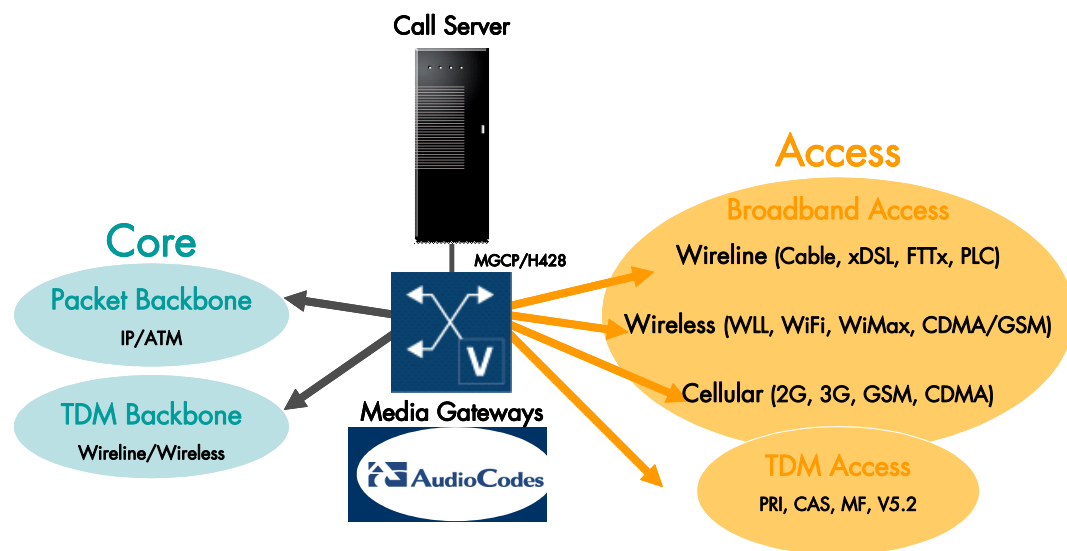 Call Server
Access
Broadband Access
Wireline (Cable, xDSL, FTTx, PLC)
Wireless (WLL, WiFi, WiMax, CDMA/GSM)
Cellular (2G, 3G, GSM, CDMA)
TDM Access
PRI, CAS, MF, V5.2
Core
Packet Backbone
IP/ATM
TDM Backbone
Wireline/Wireless
MGCP/H428
V
Media Gateways
AudioCodes